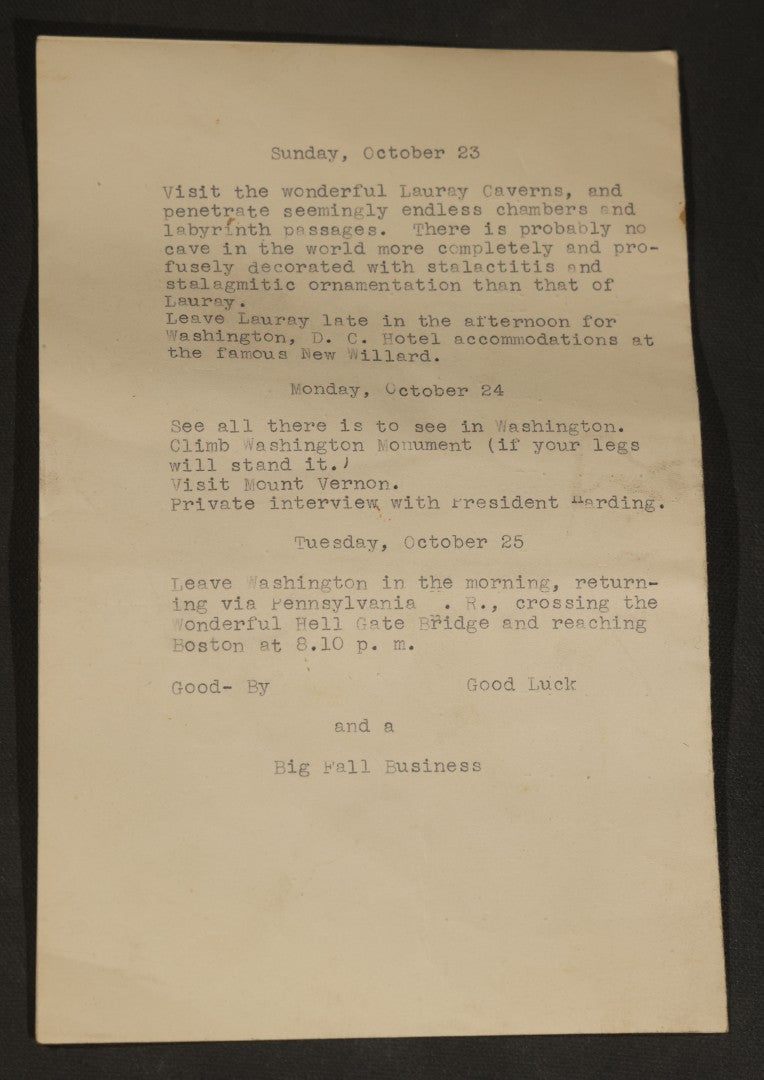 Sunday, October 23
Visit the wonderful Lauray Caverns, and
penetrate seemingly endless chambers and
labyrinth passages. There is probably no
cave in the world more completely and pro-
fusely decorated with stalactitis and
stalagmitic ornamentation than that of
Lauray.
Leave Lauray late in the afternoon for
Washington, D. C. Hotel accommodations at
the famous New Willard.
Monday, October 24
See all there is to see in Washington.
Climb Washington Monument (if your legs
will stand it.)
Visit Mount Vernon.
Private interview with President Harding.
Tuesday, October 25
Leave Washington in the morning, return-
ing via Pennsylvania . R., crossing the
Wonderful Hell Gate Bridge and reaching
Boston at 8.10 p. m.
Good- By Good Luck
and a
Big Fall Business